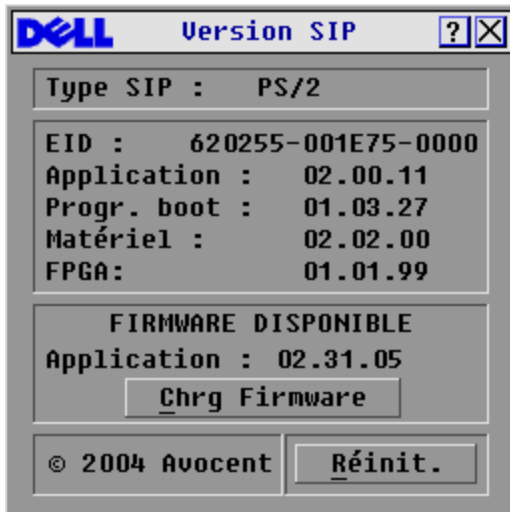 DELL Version SIP ? X
Type SIP : PS/2
EID : 620255-001E75-0000
Application : 02.00.11
Progr. boot : 01.03.27
Matériel : 02.02.00
FPGA: 01.01.99
FIRMWARE DISPONIBLE
Application : 02.31.05
Chrg Firmware
© 2004 Avocent Réinit.